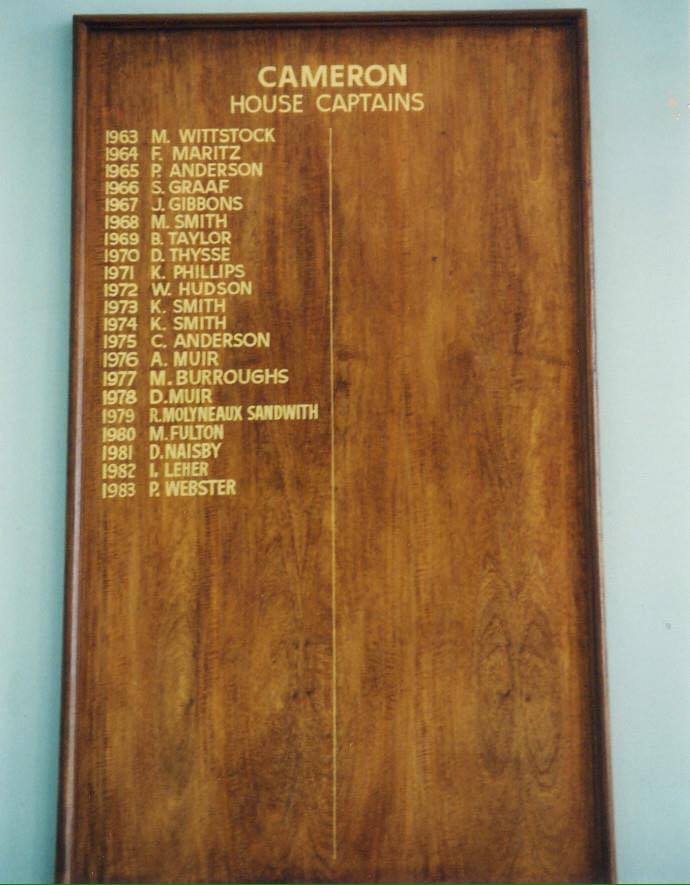 CAMERON
HOUSE CAPTAINS
1963 M. WITTSTOCK
1964 F. MARITZ
1965 P. ANDERSON
1966 S. GRAAF
1967 J. GIBBONS
1968 M. SMITH
1969 B. TAYLOR
1970 D. THYSSE
1971 K. PHILLIPS
1972 W. HUDSON
1973 K. SMITH
1974 K. SMITH
1975 C. ANDERSON
1976 A. MUIR
1977 M. BURROUGHS
1978 D. MUIR
1979 R. MOLYNEAUX SANDWITH
1980 M. FULTON
1981 D. NAISBY
1982 I. LEHER
1983 P. WEBSTER